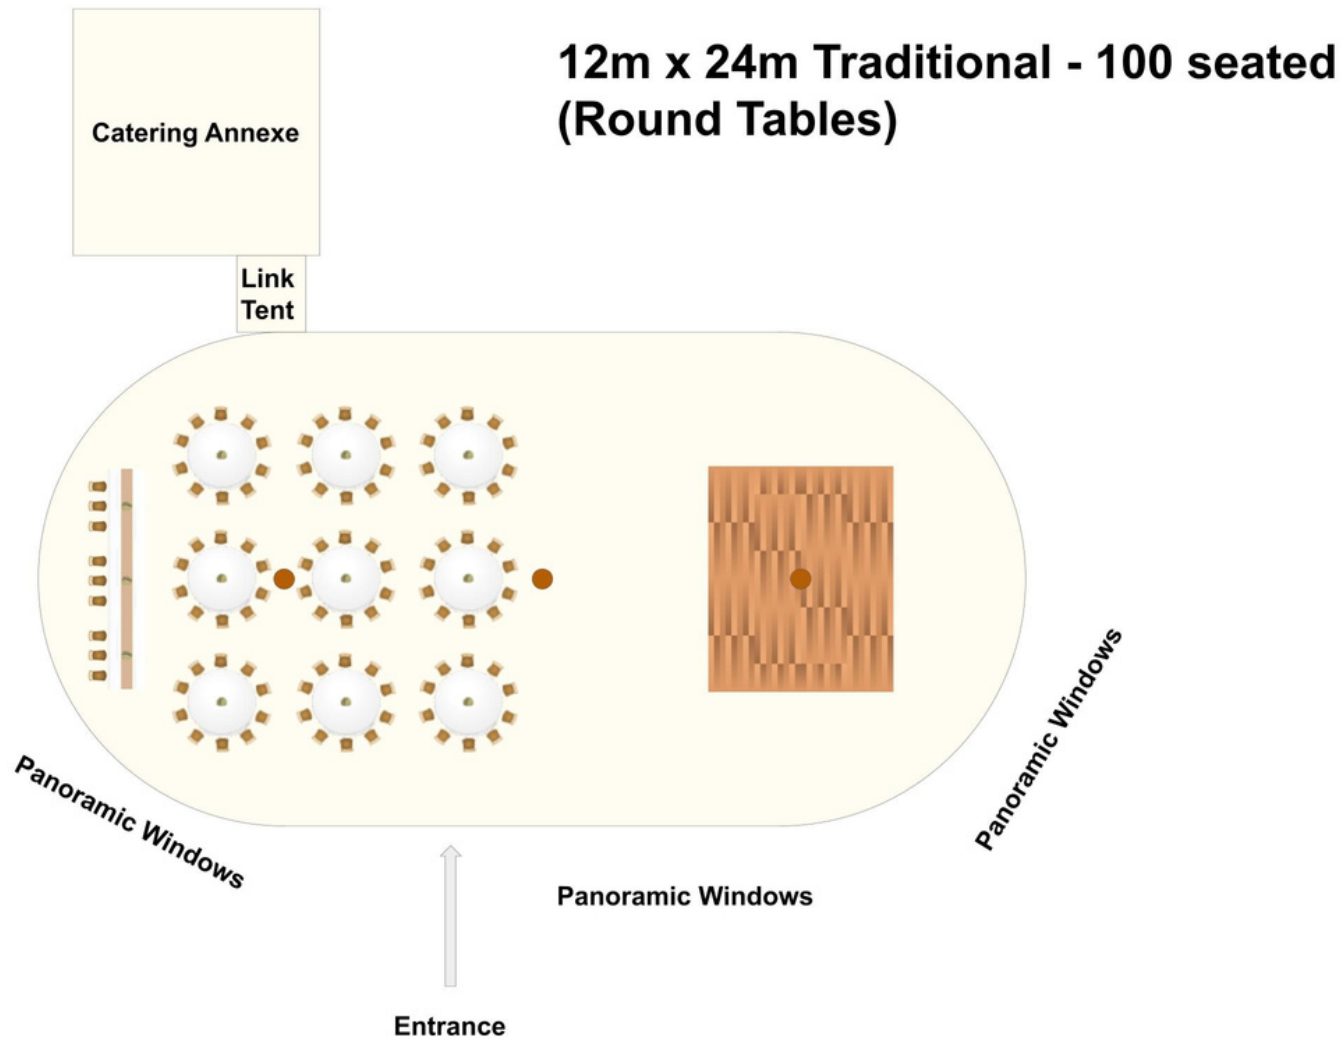 12m x 24m Traditional - 100 seated
(Round Tables)
Catering Annexe
Link
Tent
Panoramic Windows
Panoramic Windows
Panoramic Windows
Entrance